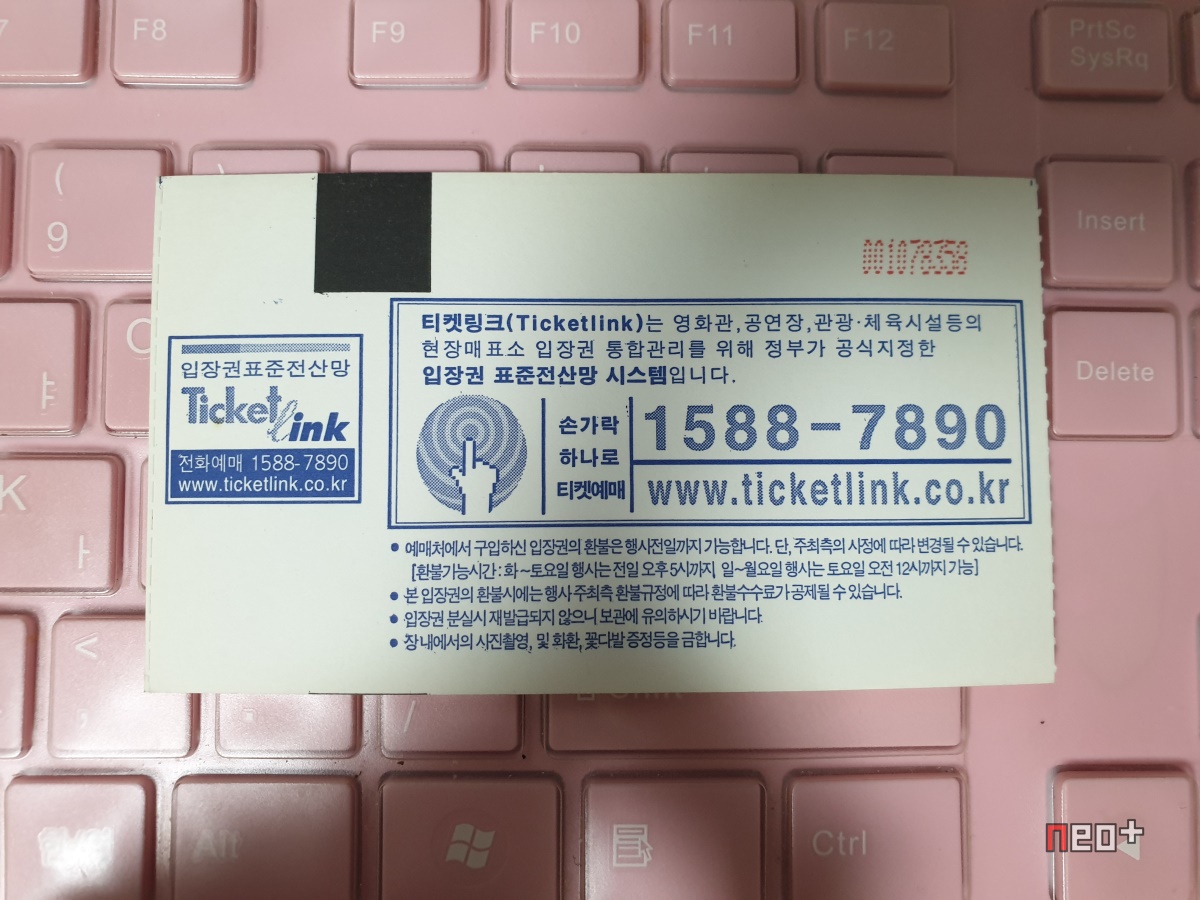 F8
F9
F10
F11
F12
PrtSc
SysRq
(
9
Insert
001078358
티켓링크(Ticketlink)는 영화관,공연장,관광·체육시설등의
현장매표소 입장권 통합관리를 위해 정부가 공식지정한
입장권 표준전산망 시스템입니다.
입장권표준전산망
Ticketlink
전화예매 1588-7890
www.ticketlink.co.kr
손가락
하나로
티켓예매
1588-7890
www.ticketlink.co.kr
Delete
ㅑ
K
ㅏ
• 예매처에서 구입하신 입장권의 환불은 행사전일까지 가능합니다. 단, 주최측의 사정에 따라 변경될 수 있습니다.
[환불가능시간 : 화~토요일 행사는 전일 오후 5시까지, 일~월요일 행사는 토요일 오전 12시까지 가능]
• 본 입장권의 환불시에는 행사 주최측 환불규정에 따라 환불수수료가 공제될 수 있습니다.
• 입장권 분실시 재발급되지 않으니 보관에 유의하시기 바랍니다.
• 장내에서의 사진촬영, 및 화환, 꽃다발 증정등을 금합니다.
<
,
.
/
Shift
Alt
Ctrl
neo+